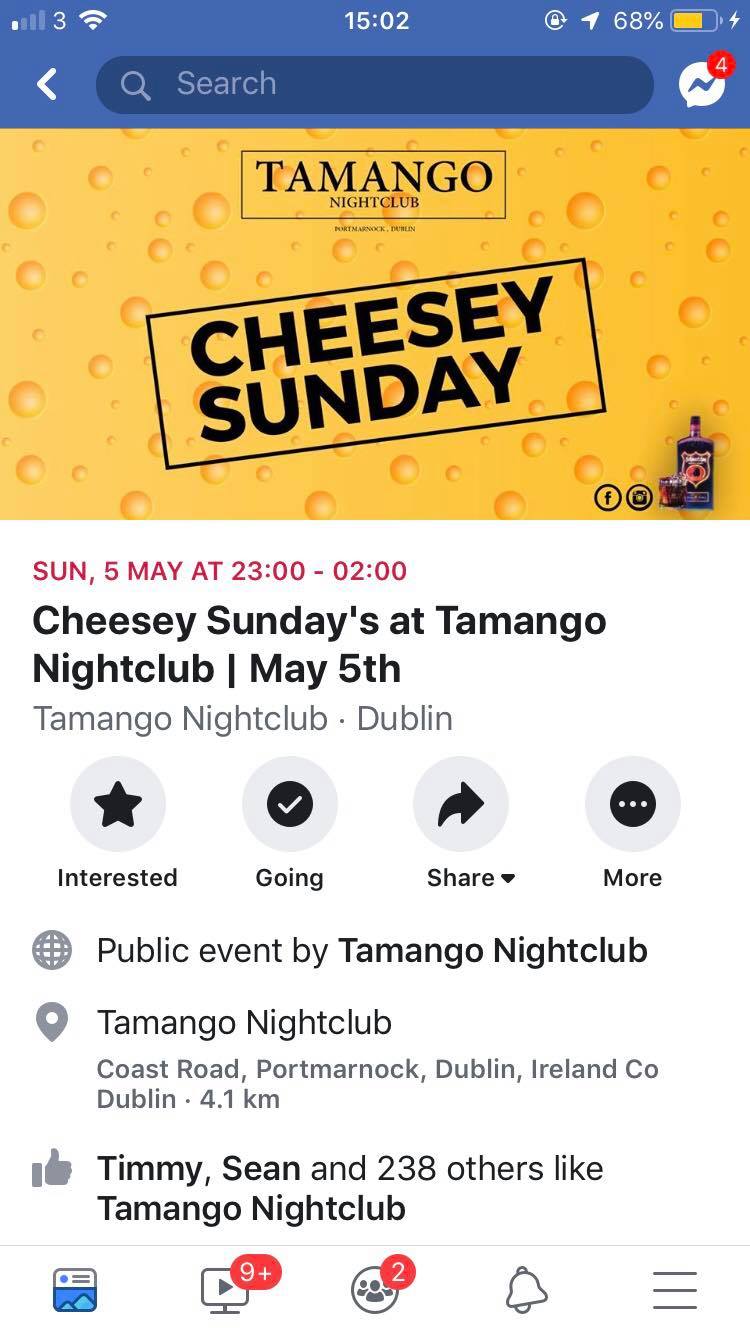 3 15:02 68%
Search
4
TAMANGO
NIGHTCLUB
PORTMARNOCK, DUBLIN
CHEESEY
SUNDAY
SUN, 5 MAY AT 23:00 - 02:00
Cheesey Sunday's at Tamango
Nightclub | May 5th
Tamango Nightclub · Dublin
Interested Going Share More
Public event by Tamango Nightclub
Tamango Nightclub
Coast Road, Portmarnock, Dublin, Ireland Co
Dublin · 4.1 km
Timmy, Sean and 238 others like
Tamango Nightclub
9+ 2